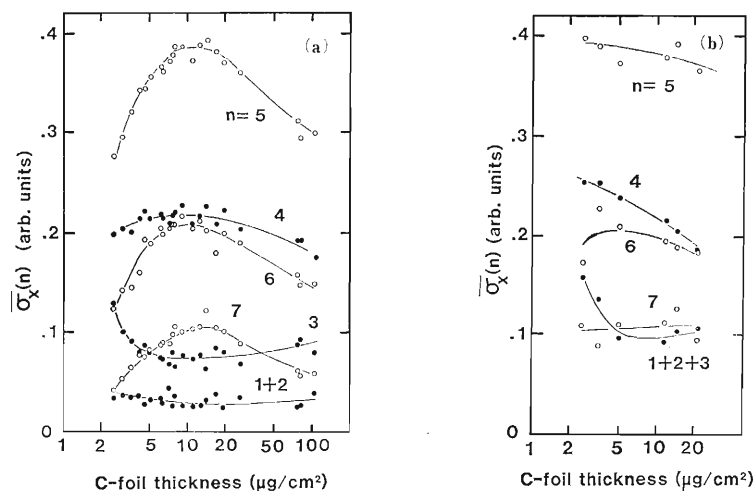 (a)
.4
.3
.2
.1
0
σ̄x(n) (arb. units)
n= 5
4
6
7
3
1+2
1 2 5 10 20 50 100
C-foil thickness (µg/cm²)
(b)
.4
.3
.2
.1
0
σ̄x(n) (arb. units)
n= 5
4
6
7
1+2+3
1 2 5 10 20 50
C-foil thickness (µg/cm²)